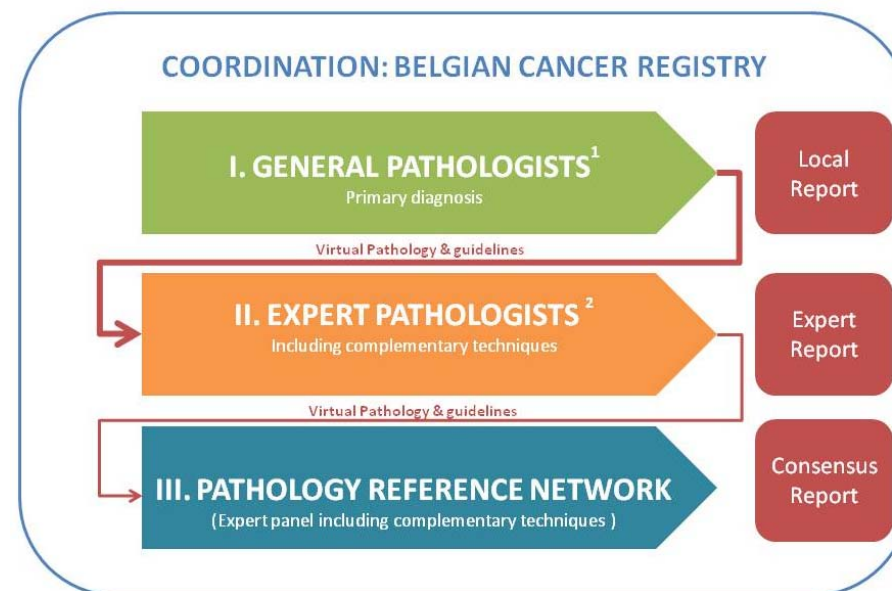 COORDINATION: BELGIAN CANCER REGISTRY
I. GENERAL PATHOLOGISTS¹
Primary diagnosis
Local
Report
Virtual Pathology & guidelines
II. EXPERT PATHOLOGISTS ²
Including complementary techniques
Expert
Report
Virtual Pathology & guidelines
III. PATHOLOGY REFERENCE NETWORK
(Expert panel including complementary techniques )
Consensus
Report